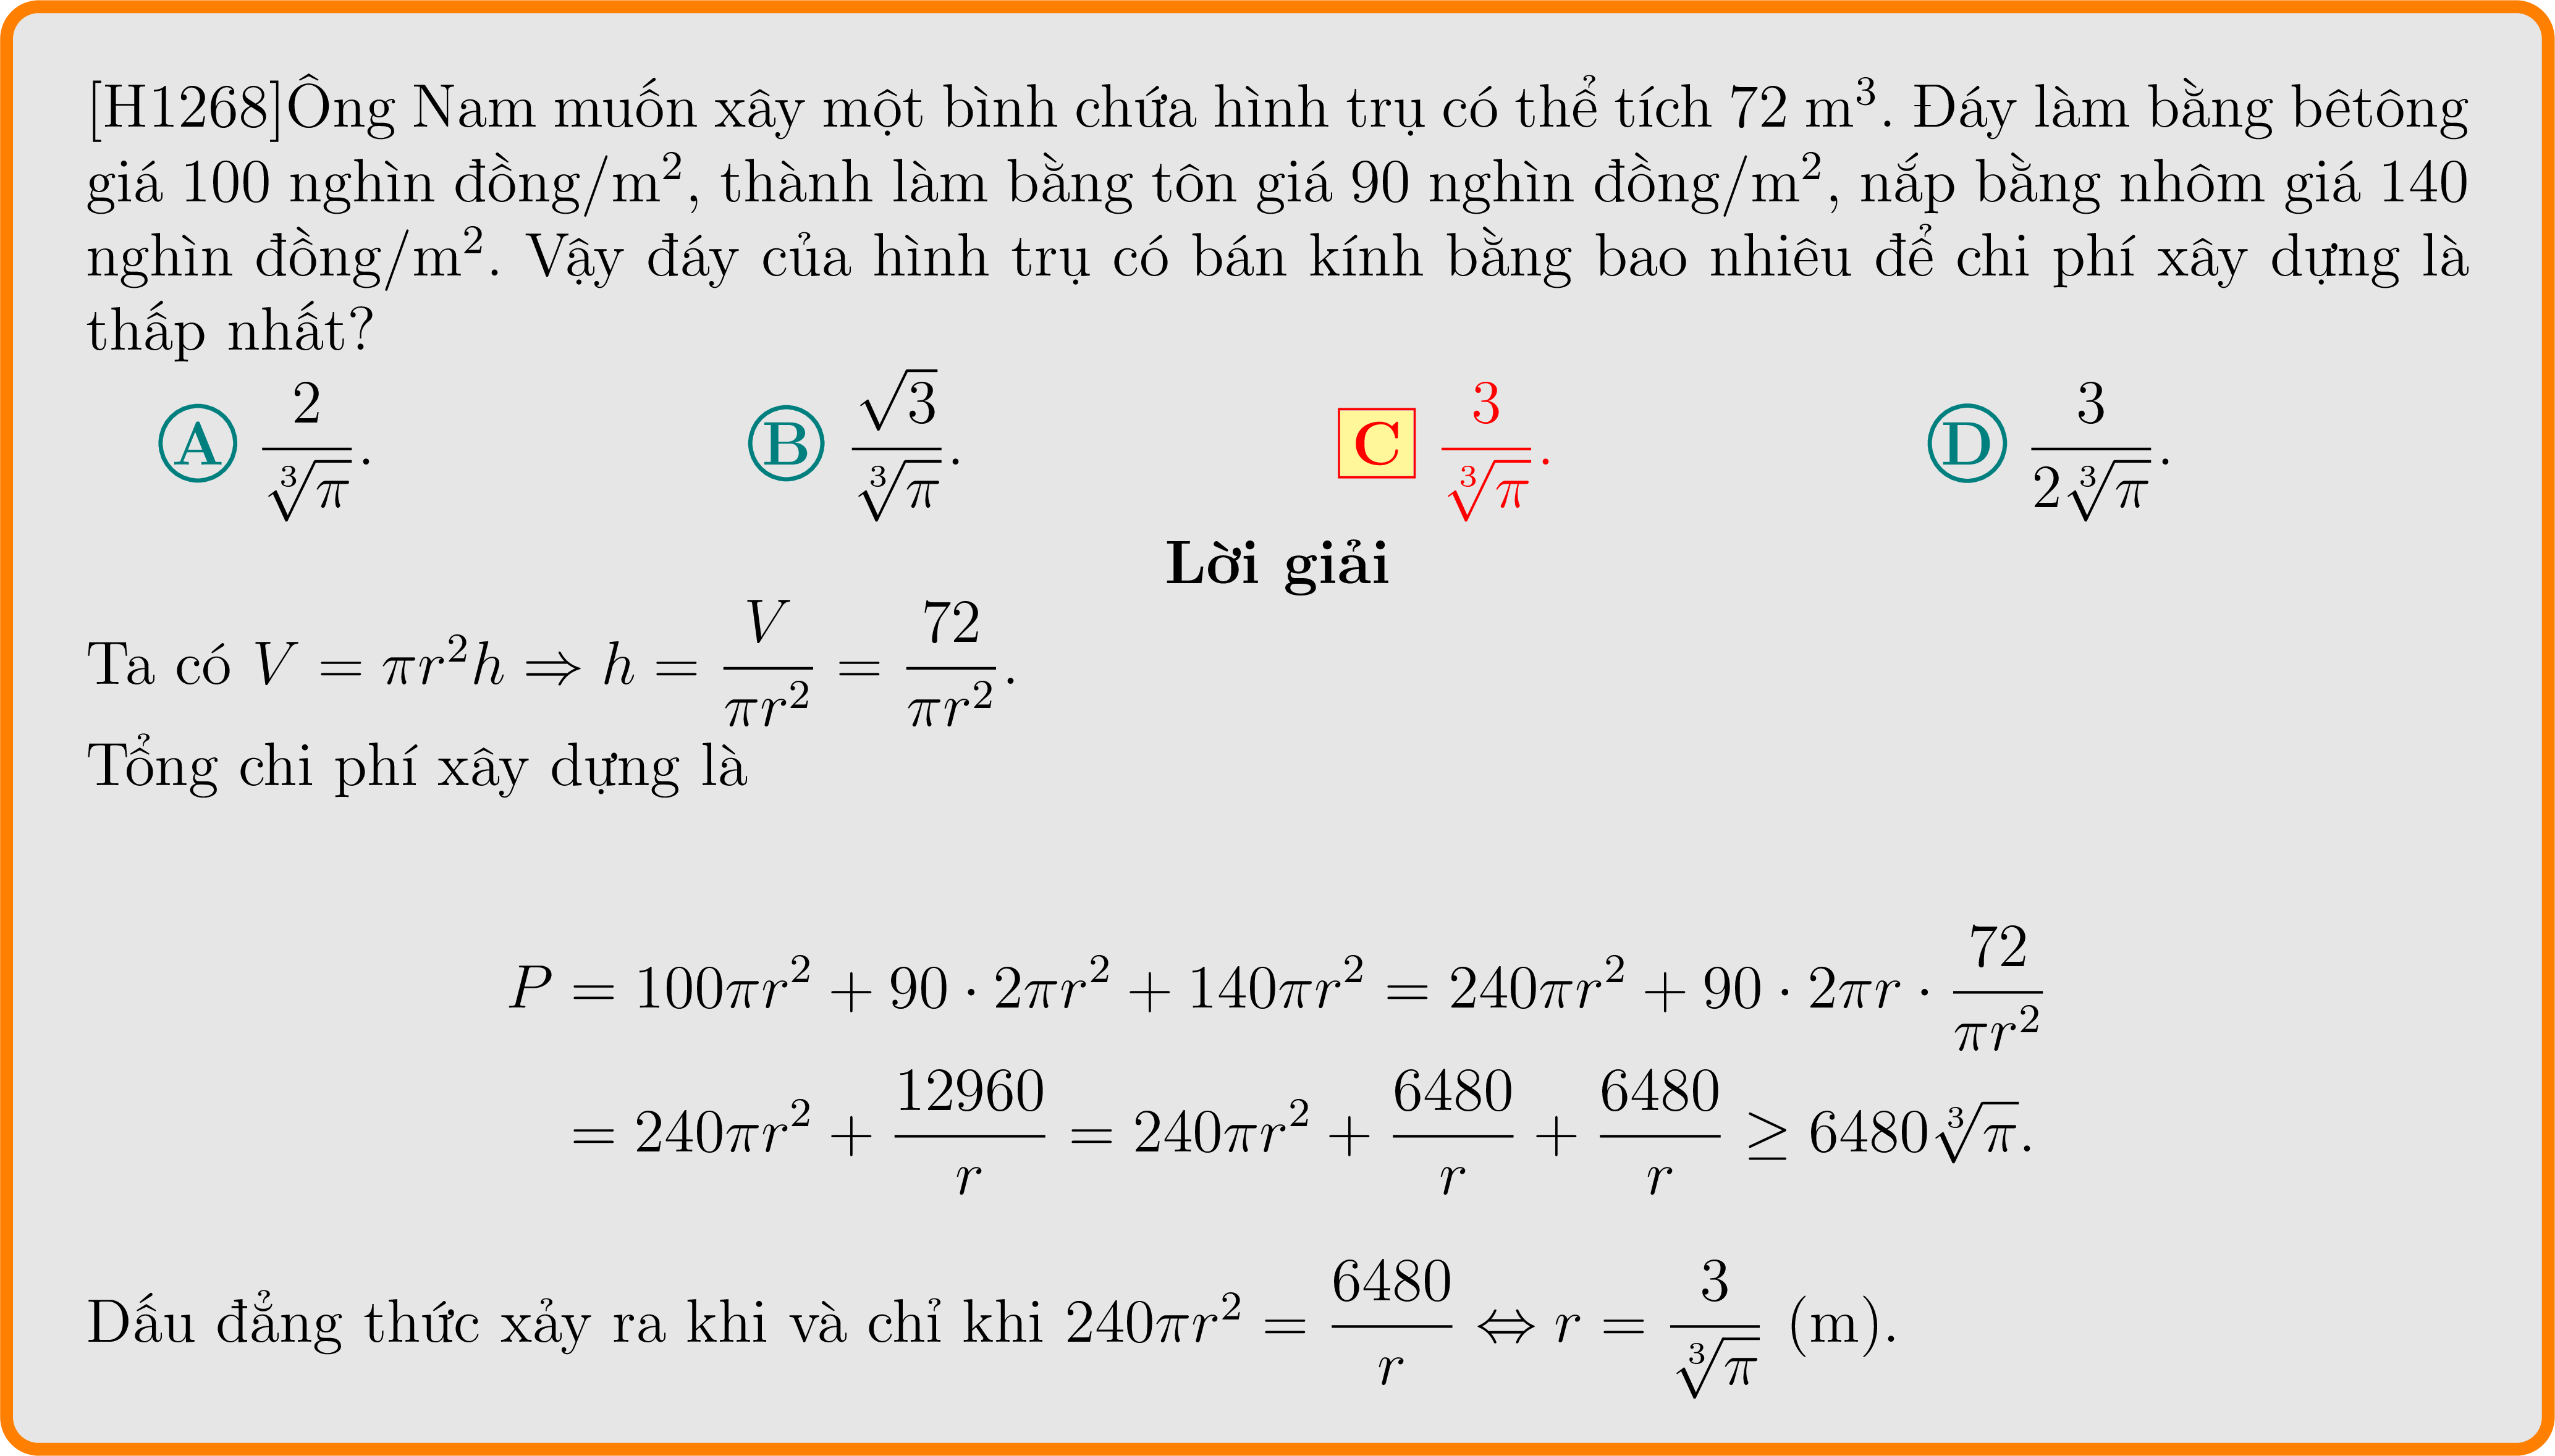 [H1268]Ông Nam muốn xây một bình chứa hình trụ có thể tích 72 m³. Đáy làm bằng bêtông
giá 100 nghìn đồng/m², thành làm bằng tôn giá 90 nghìn đồng/m², nắp bằng nhôm giá 140
nghìn đồng/m². Vậy đáy của hình trụ có bán kính bằng bao nhiêu để chi phí xây dựng là
thấp nhất?
A $\frac{2}{\sqrt[3]{\pi}}$. B $\frac{\sqrt{3}}{\sqrt[3]{\pi}}$. C $\frac{3}{\sqrt[3]{\pi}}$. D $\frac{3}{2\sqrt[3]{\pi}}$.
Lời giải
Ta có $V = \pi r^2 h \Rightarrow h = \frac{V}{\pi r^2} = \frac{72}{\pi r^2}$.
Tổng chi phí xây dựng là
$P = 100\pi r^2 + 90 \cdot 2\pi r^2 + 140\pi r^2 = 240\pi r^2 + 90 \cdot 2\pi r \cdot \frac{72}{\pi r^2}$
$= 240\pi r^2 + \frac{12960}{r} = 240\pi r^2 + \frac{6480}{r} + \frac{6480}{r} \geq 6480\sqrt[3]{\pi}.$
Dấu đẳng thức xảy ra khi và chỉ khi $240\pi r^2 = \frac{6480}{r} \Leftrightarrow r = \frac{3}{\sqrt[3]{\pi}}$ (m).